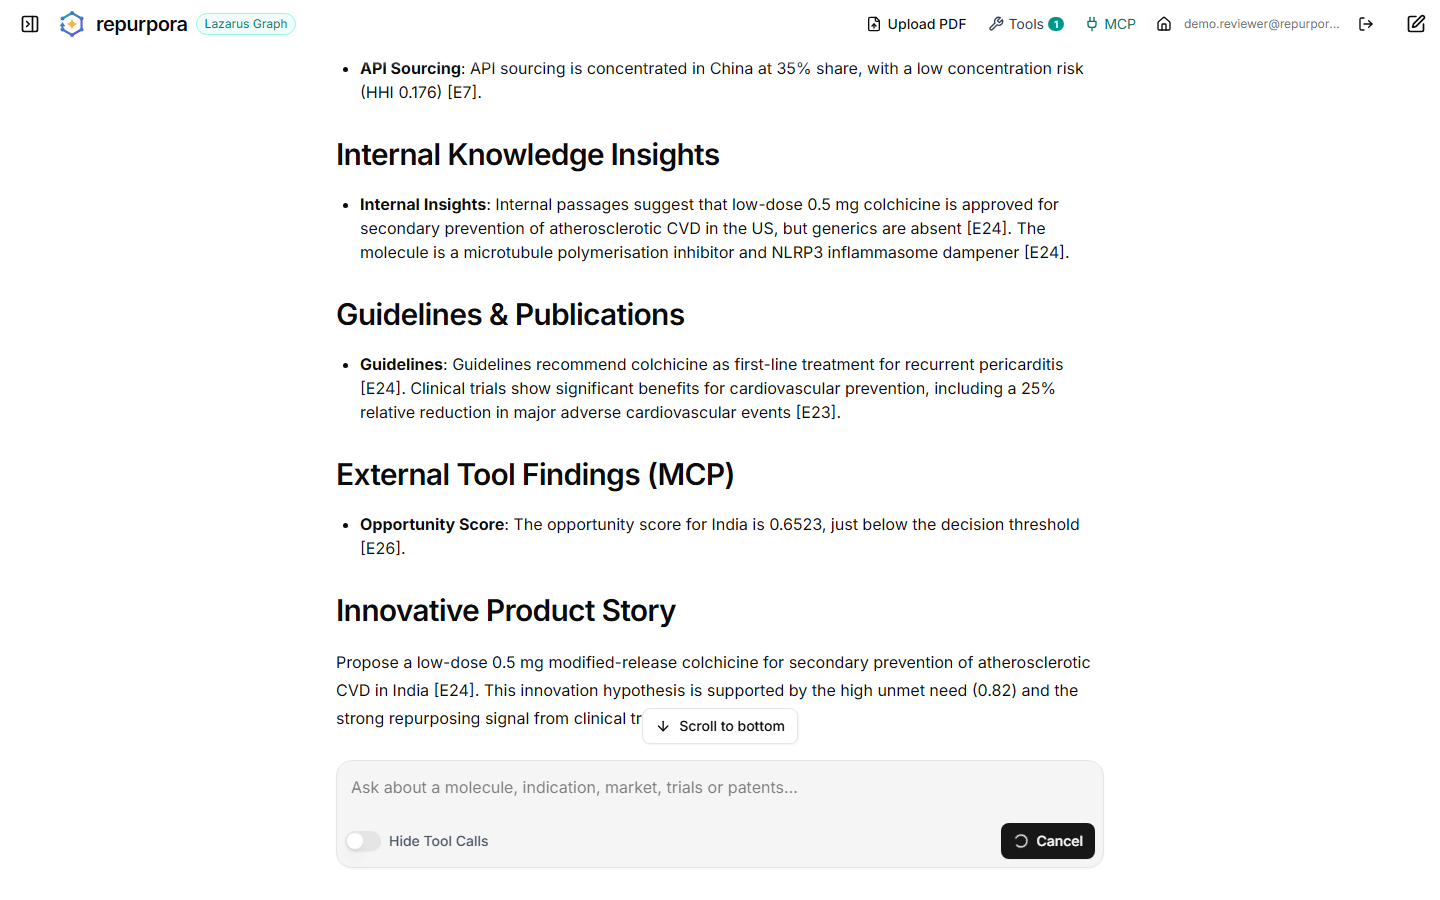 repurpora
Lazarus Graph
Upload PDF
Tools 1
MCP
demo.reviewer@repurpor...
• API Sourcing: API sourcing is concentrated in China at 35% share, with a low concentration risk
(HHI 0.176) [E7].
Internal Knowledge Insights
• Internal Insights: Internal passages suggest that low-dose 0.5 mg colchicine is approved for
secondary prevention of atherosclerotic CVD in the US, but generics are absent [E24]. The
molecule is a microtubule polymerisation inhibitor and NLRP3 inflammasome dampener [E24].
Guidelines & Publications
• Guidelines: Guidelines recommend colchicine as first-line treatment for recurrent pericarditis
[E24]. Clinical trials show significant benefits for cardiovascular prevention, including a 25%
relative reduction in major adverse cardiovascular events [E23].
External Tool Findings (MCP)
• Opportunity Score: The opportunity score for India is 0.6523, just below the decision threshold
[E26].
Innovative Product Story
Propose a low-dose 0.5 mg modified-release colchicine for secondary prevention of atherosclerotic
CVD in India [E24]. This innovation hypothesis is supported by the high unmet need (0.82) and the
strong repurposing signal from clinical
Scroll to bottom
Ask about a molecule, indication, market, trials or patents...
Hide Tool Calls
Cancel